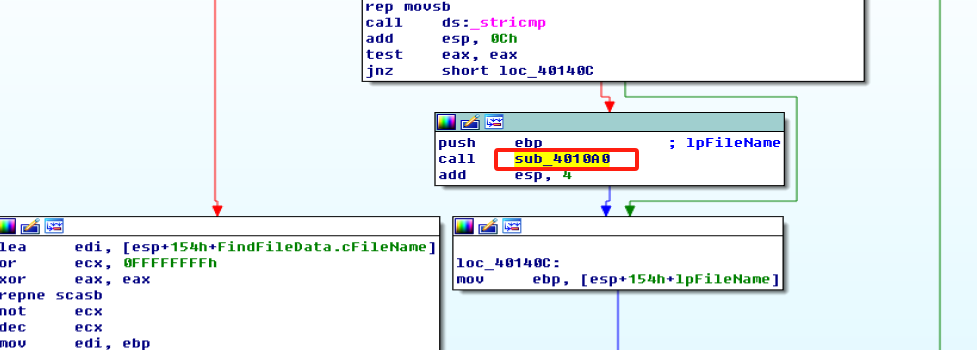 rep movsb
call    ds:_stricmp
add     esp, 0Ch
test    eax, eax
jnz     short loc_40140C
push    ebp             ; lpFileName
call    sub_4010A0
add     esp, 4
lea     edi, [esp+154h+FindFileData.cFileName]
or      ecx, 0FFFFFFFFh
xor     eax, eax
repne scasb
not     ecx
dec     ecx
mov     edi, ebp
loc_40140C:
mov     ebp, [esp+154h+lpFileName]